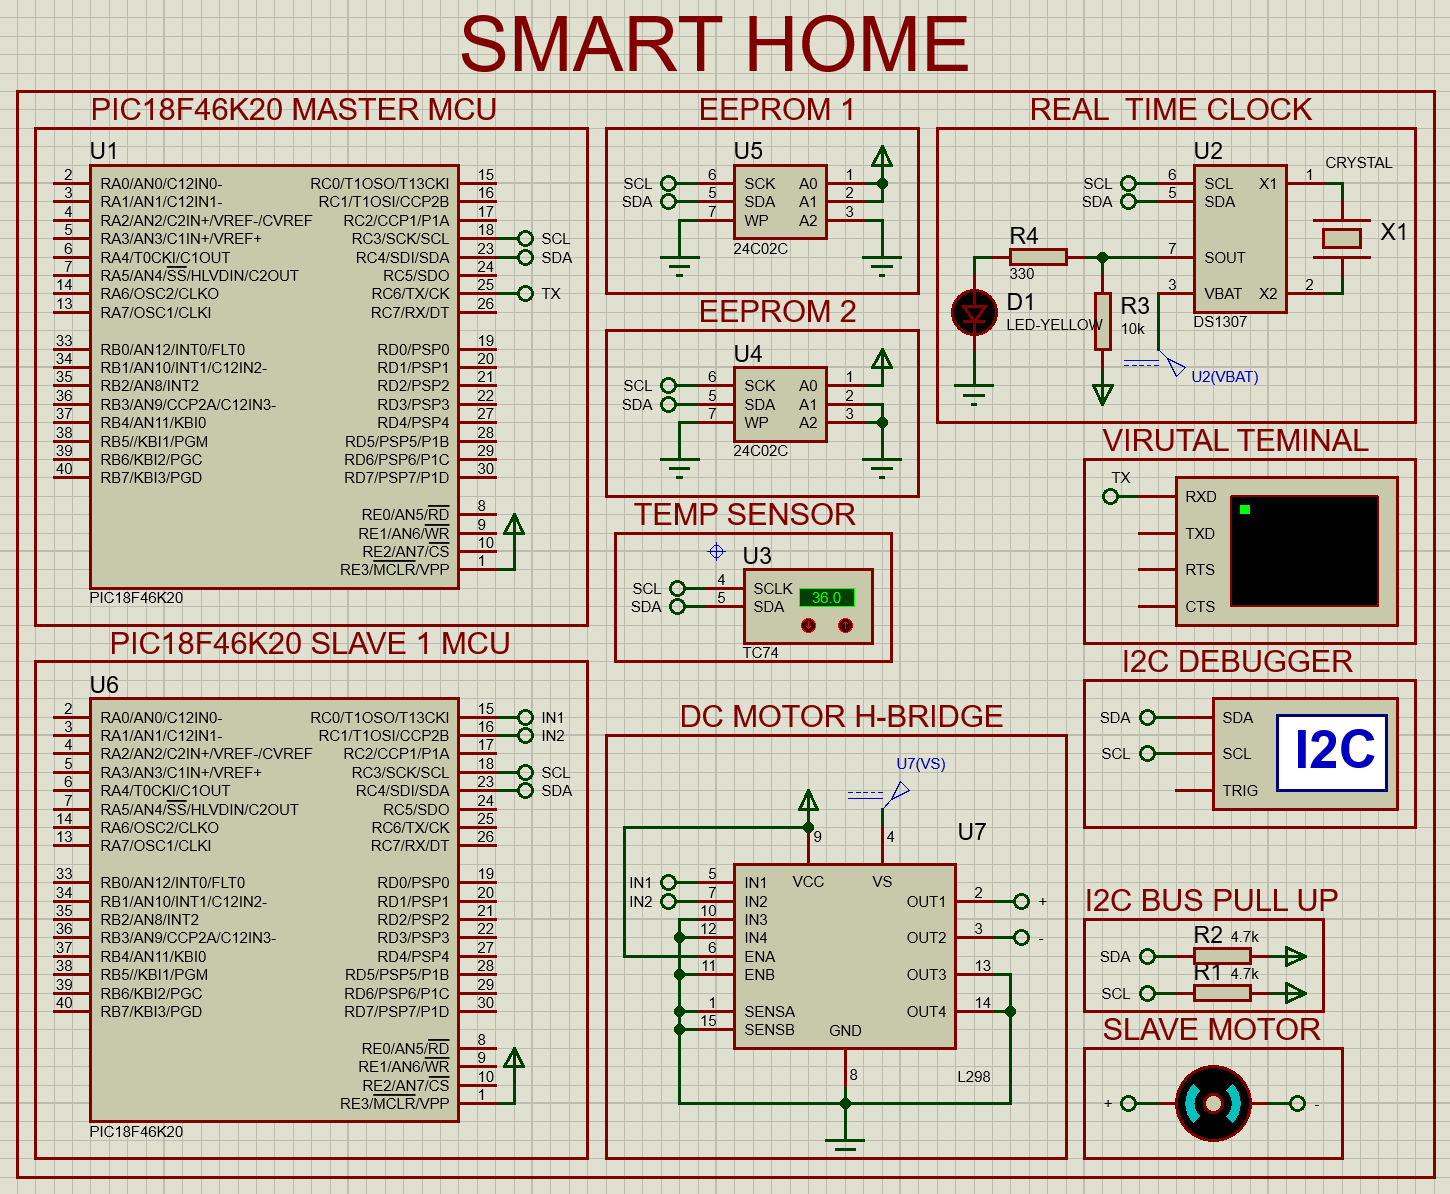 SMART HOME
PIC18F46K20 MASTER MCU
U1
2 RA0/AN0/C12IN0- RC0/T1OSO/T13CKI 15
3 RA1/AN1/C12IN1- RC1/T1OSI/CCP2B 16
4 RA2/AN2/C2IN+/VREF-/CVREF RC2/CCP1/P1A 17
5 RA3/AN3/C1IN+/VREF+ RC3/SCK/SCL 18 SCL
6 RA4/T0CKI/C1OUT RC4/SDI/SDA 23 SDA
7 RA5/AN4/SS/HLVDIN/C2OUT RC5/SDO 24
14 RA6/OSC2/CLKO RC6/TX/CK 25 TX
13 RA7/OSC1/CLKI RC7/RX/DT 26
33 RB0/AN12/INT0/FLT0 RD0/PSP0 19
34 RB1/AN10/INT1/C12IN2- RD1/PSP1 20
35 RB2/AN8/INT2 RD2/PSP2 21
36 RB3/AN9/CCP2A/C12IN3- RD3/PSP3 22
37 RB4/AN11/KBI0 RD4/PSP4 27
38 RB5//KBI1/PGM RD5/PSP5/P1B 28
39 RB6/KBI2/PGC RD6/PSP6/P1C 29
40 RB7/KBI3/PGD RD7/PSP7/P1D 30
RE0/AN5/RD 8
RE1/AN6/WR 9
RE2/AN7/CS 10
RE3/MCLR/VPP 1
PIC18F46K20
EEPROM 1
U5
SCL 6 SCK A0 1
SDA 5 SDA A1 2
7 WP A2 3
24C02C
EEPROM 2
U4
SCL 6 SCK A0 1
SDA 5 SDA A1 2
7 WP A2 3
24C02C
TEMP SENSOR
U3
SCL 4 SCLK
SDA 5 SDA
36.0
TC74
REAL TIME CLOCK
U2
CRYSTAL
SCL 6 SCL X1 1
SDA 5 SDA
X1
R4
330
7 SOUT
3 VBAT X2 2
D1
LED-YELLOW
R3
10k
DS1307
U2(VBAT)
VIRUTAL TEMINAL
TX RXD
TXD
RTS
CTS
PIC18F46K20 SLAVE 1 MCU
U6
2 RA0/AN0/C12IN0- RC0/T1OSO/T13CKI 15 IN1
3 RA1/AN1/C12IN1- RC1/T1OSI/CCP2B 16 IN2
4 RA2/AN2/C2IN+/VREF-/CVREF RC2/CCP1/P1A 17
5 RA3/AN3/C1IN+/VREF+ RC3/SCK/SCL 18 SCL
6 RA4/T0CKI/C1OUT RC4/SDI/SDA 23 SDA
7 RA5/AN4/SS/HLVDIN/C2OUT RC5/SDO 24
14 RA6/OSC2/CLKO RC6/TX/CK 25
13 RA7/OSC1/CLKI RC7/RX/DT 26
33 RB0/AN12/INT0/FLT0 RD0/PSP0 19
34 RB1/AN10/INT1/C12IN2- RD1/PSP1 20
35 RB2/AN8/INT2 RD2/PSP2 21
36 RB3/AN9/CCP2A/C12IN3- RD3/PSP3 22
37 RB4/AN11/KBI0 RD4/PSP4 27
38 RB5//KBI1/PGM RD5/PSP5/P1B 28
39 RB6/KBI2/PGC RD6/PSP6/P1C 29
40 RB7/KBI3/PGD RD7/PSP7/P1D 30
RE0/AN5/RD 8
RE1/AN6/WR 9
RE2/AN7/CS 10
RE3/MCLR/VPP 1
PIC18F46K20
DC MOTOR H-BRIDGE
U7(VS)
9 4
U7
VCC VS
IN1 5 IN1
IN2 7 IN2 OUT1 2 +
10 IN3
12 IN4 OUT2 3 -
6 ENA
11 ENB OUT3 13
1 SENSA OUT4 14
15 SENSB
GND
8
L298
I2C DEBUGGER
SDA SDA
SCL SCL
TRIG
I2C
I2C BUS PULL UP
R2 4.7k
SDA
R1 4.7k
SCL
SLAVE MOTOR
+ -